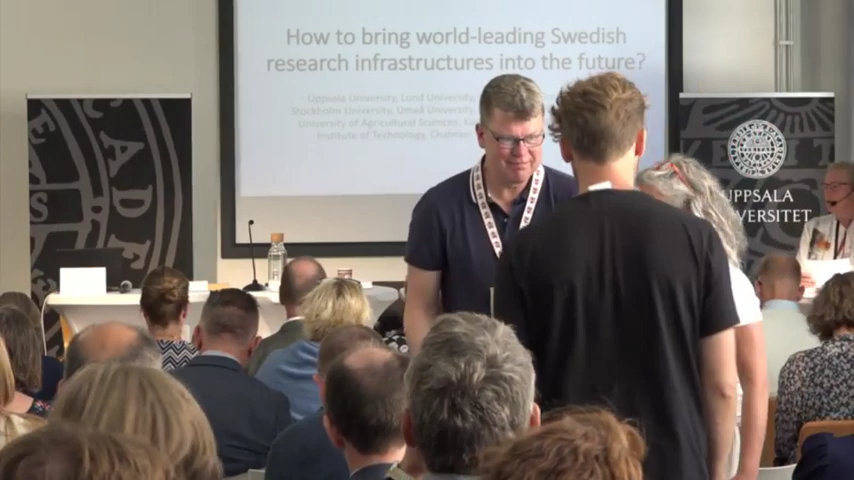 How to bring world-leading Swedish
research infrastructures into the future?
Uppsala University, Lund University,
Stockholm University, Umeå University
University of Agricultural Sciences,
Institute of Technology,
UPPSALA
UNIVERSITET